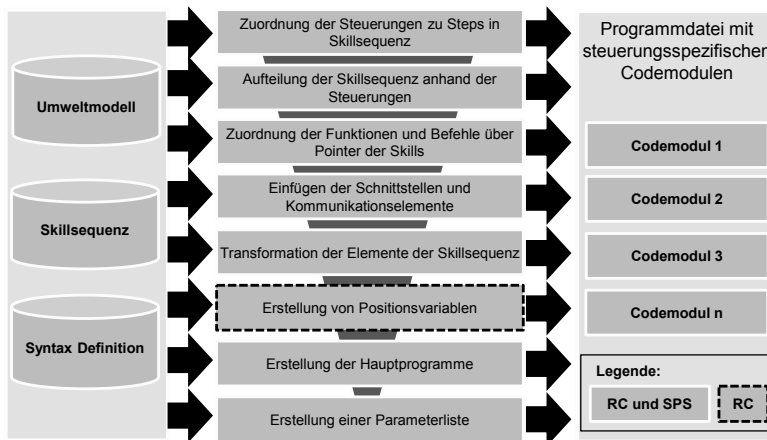 Umweltmodell
Skillsequenz
Syntax Definition
Zuordnung der Steuerungen zu Steps in
Skillsequenz
Aufteilung der Skillsequenz anhand der
Steuerungen
Zuordnung der Funktionen und Befehle über
Pointer der Skills
Einfügen der Schnittstellen und
Kommunikationselemente
Transformation der Elemente der Skillsequenz
Erstellung von Positionsvariablen
Erstellung der Hauptprogramme
Erstellung einer Parameterliste
Programmdatei mit
steuerungsspezifischen
Codemodulen
Codemodul 1
Codemodul 2
Codemodul 3
Codemodul n
Legende:
RC und SPS
RC